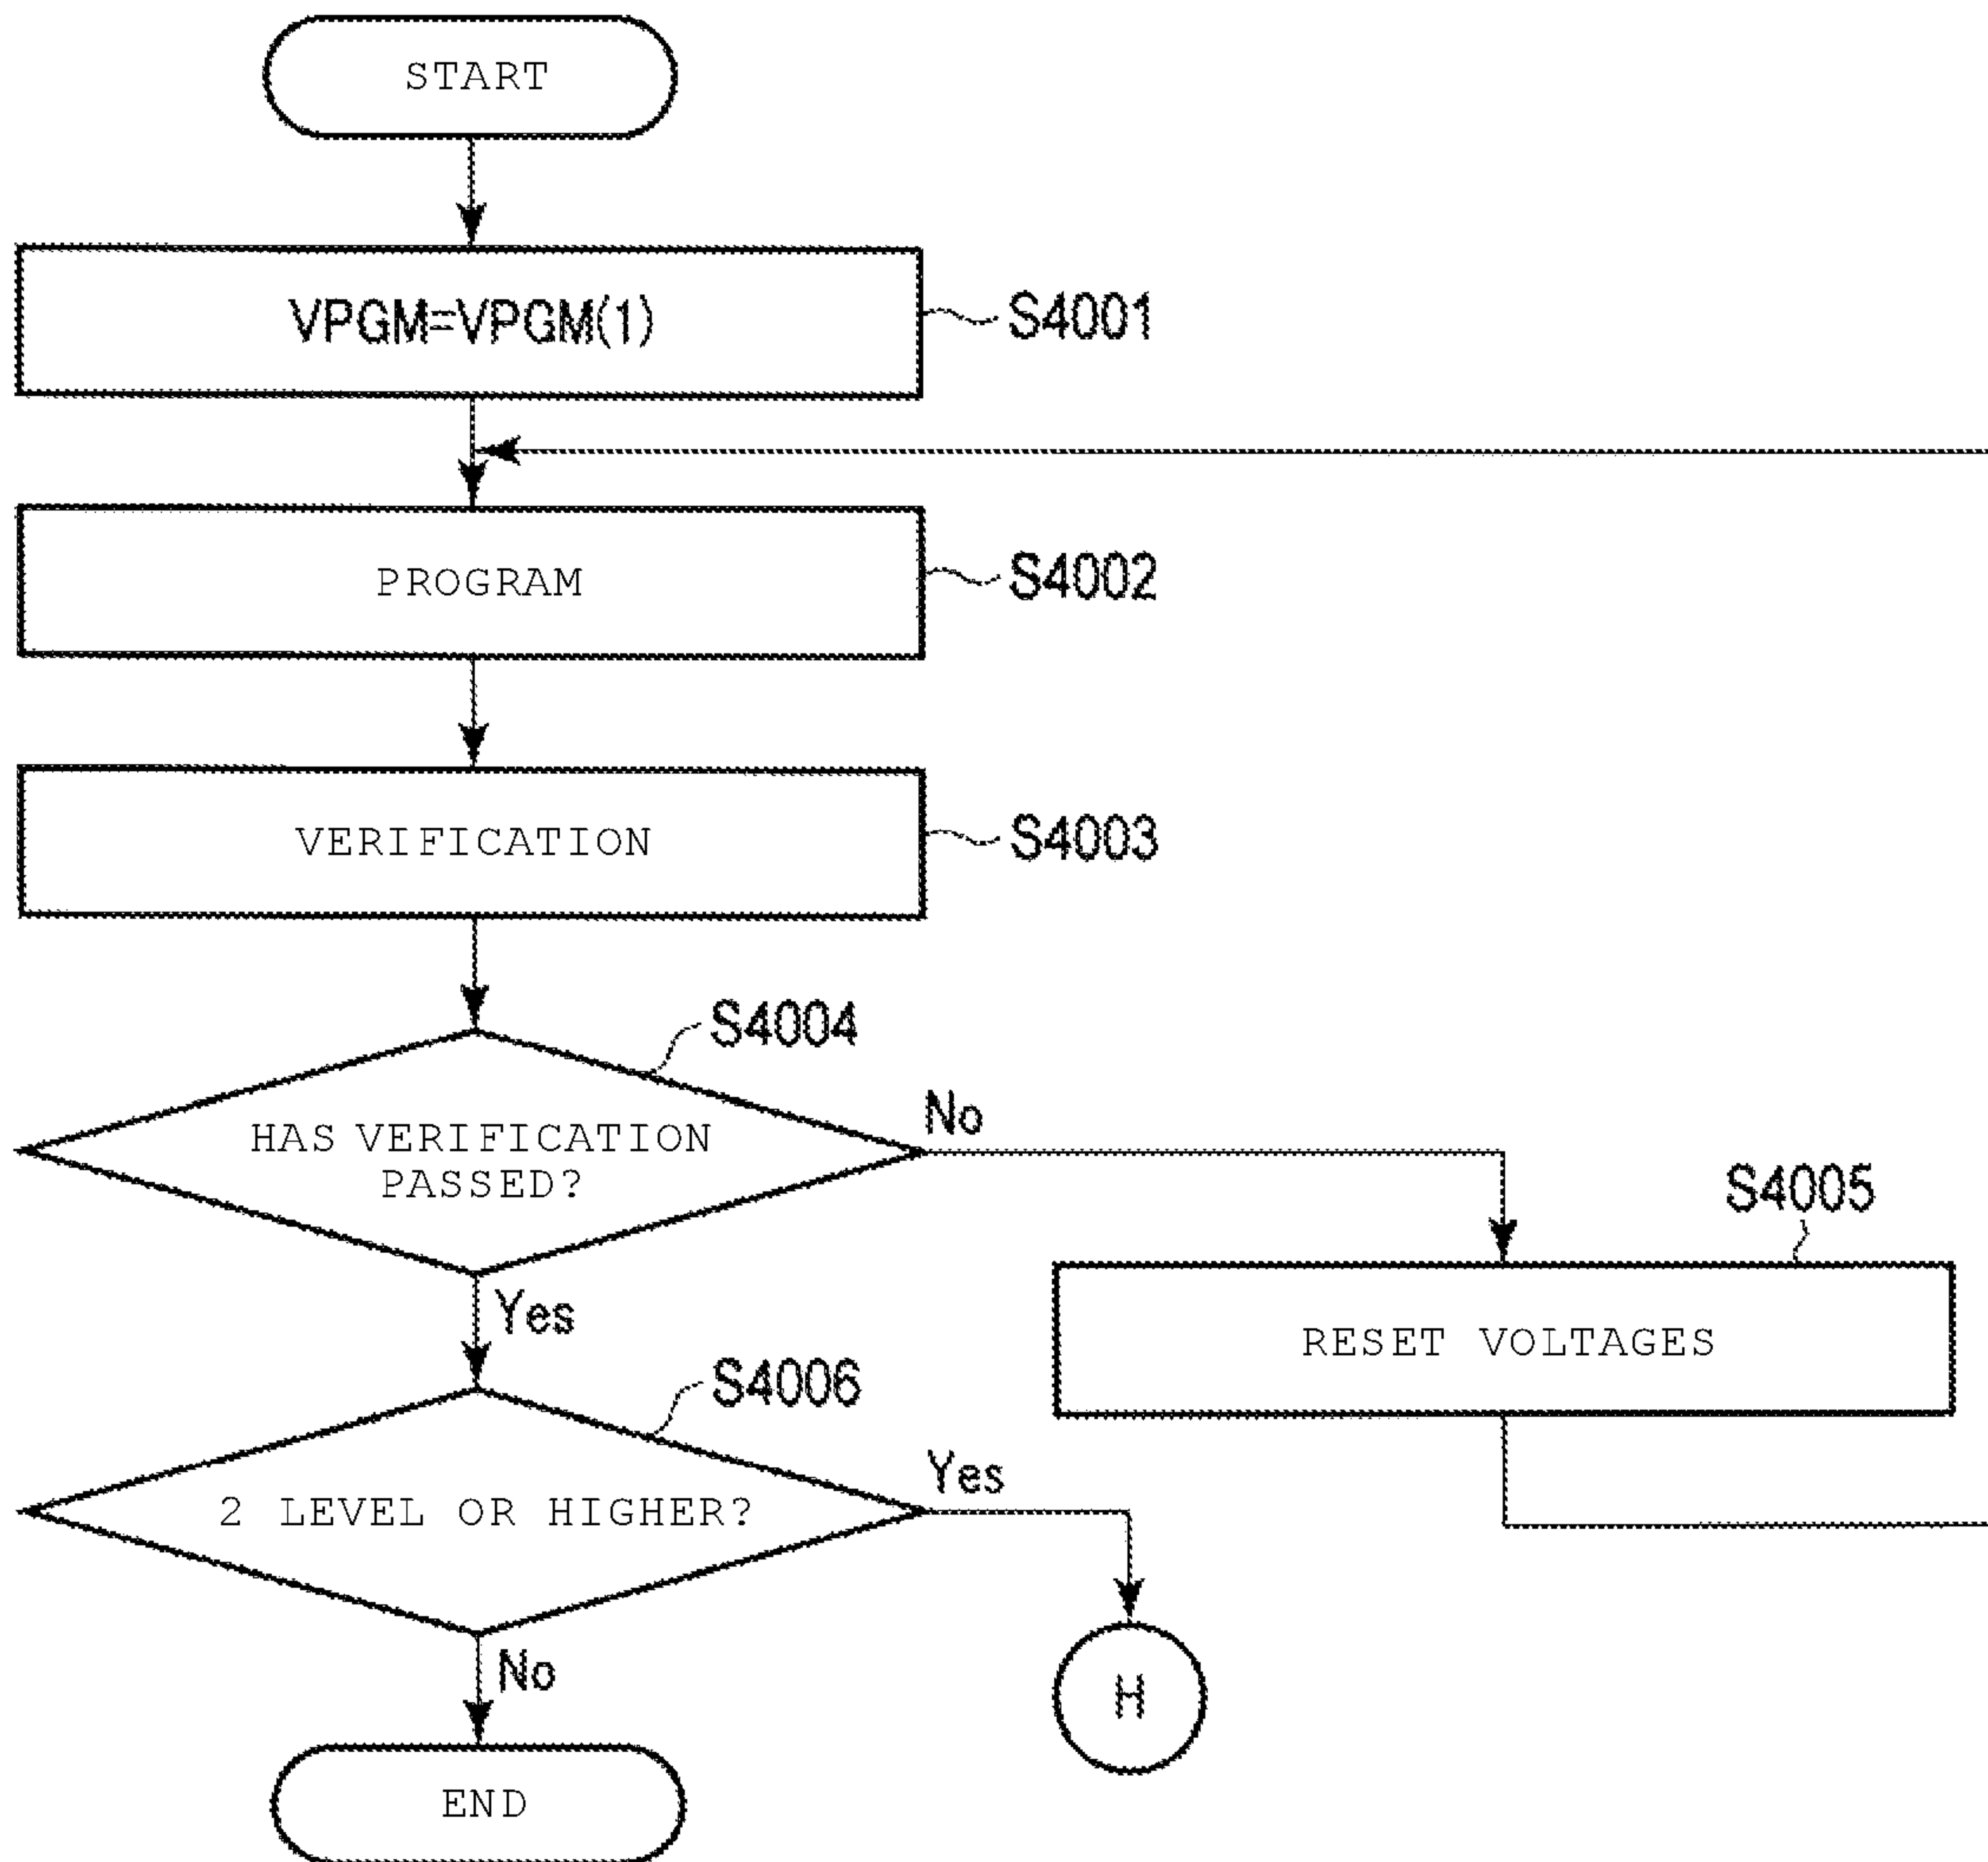 START
VPGM=VPGM(1)
S4001
PROGRAM
S4002
VERIFICATION
S4003
S4004
HAS VERIFICATION
PASSED?
No
Yes
S4005
RESET VOLTAGES
S4006
2 LEVEL OR HIGHER?
Yes
No
H
END